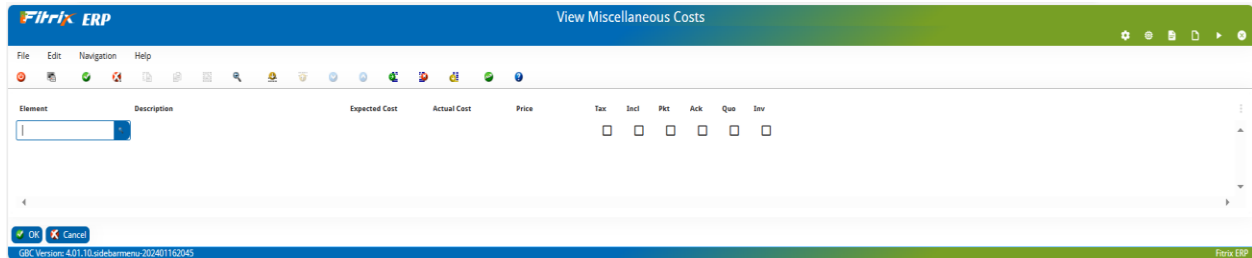 Fitrix ERP
View Miscellaneous Costs
File Edit Navigation Help
Element Description Expected Cost Actual Cost Price Tax Incl Pkt Ack Quo Inv
OK Cancel
GBC Version: 4.01.10.sidebarmenu-202401162045 Fitrix ERP